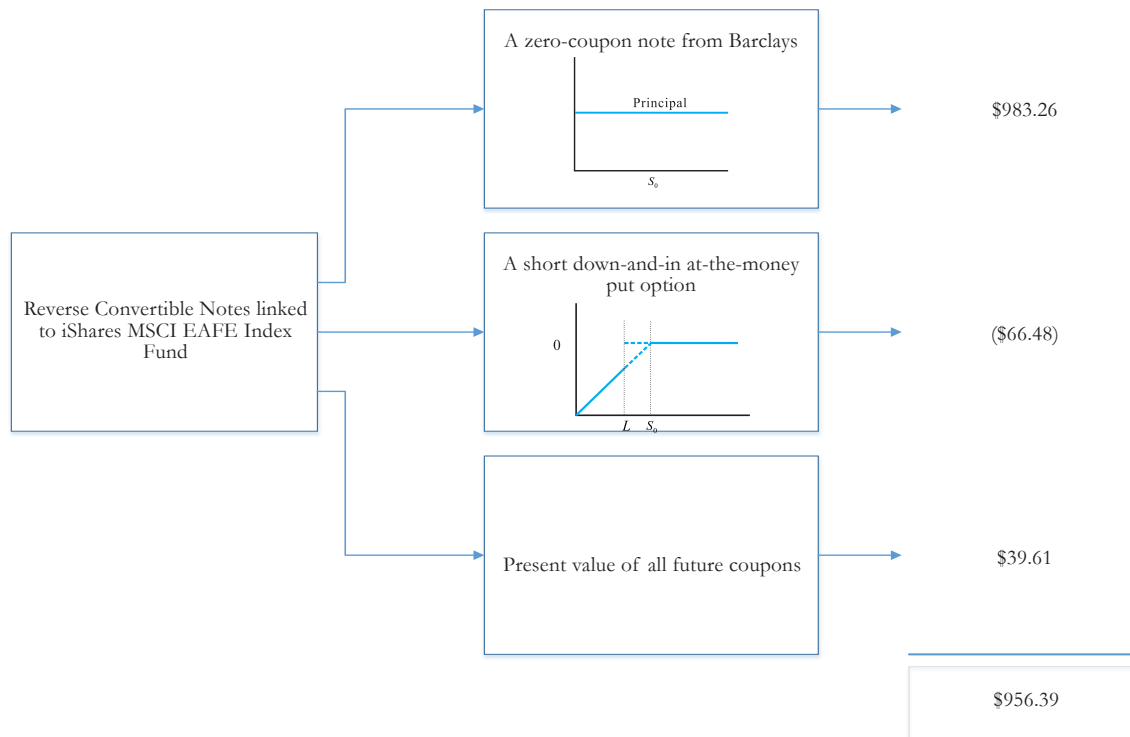 A zero-coupon note from Barclays
Principal
S₀
$983.26
Reverse Convertible Notes linked
to iShares MSCI EAFE Index
Fund
A short down-and-in at-the-money
put option
0
L S₀
($66.48)
Present value of all future coupons
$39.61
$956.39